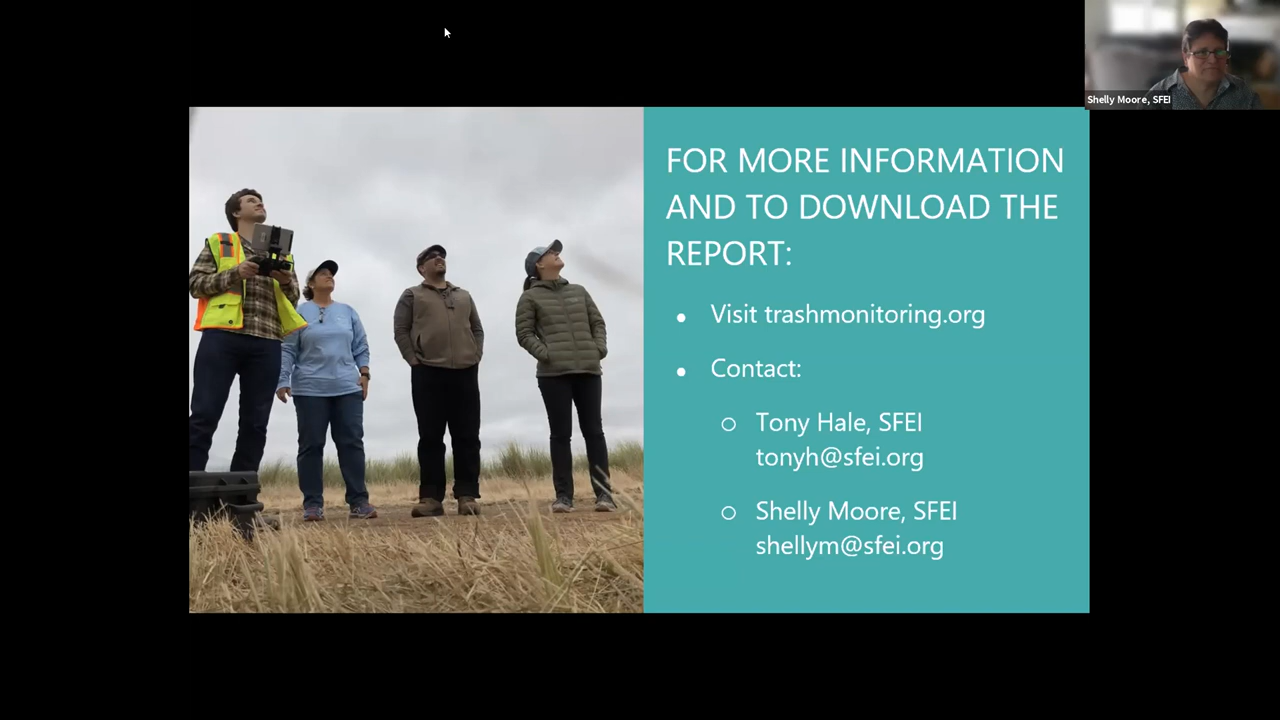 Shelly Moore, SFEI
FOR MORE INFORMATION
AND TO DOWNLOAD THE
REPORT:
• Visit trashmonitoring.org
• Contact:
○ Tony Hale, SFEI
tonyh@sfei.org
○ Shelly Moore, SFEI
shellym@sfei.org